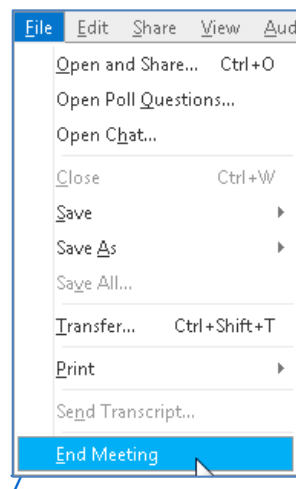 File Edit Share View Aud
Open and Share... Ctrl+O
Open Poll Questions...
Open Chat...
Close Ctrl+W
Save
Save As
Save All...
Transfer... Ctrl+Shift+T
Print
Send Transcript...
End Meeting